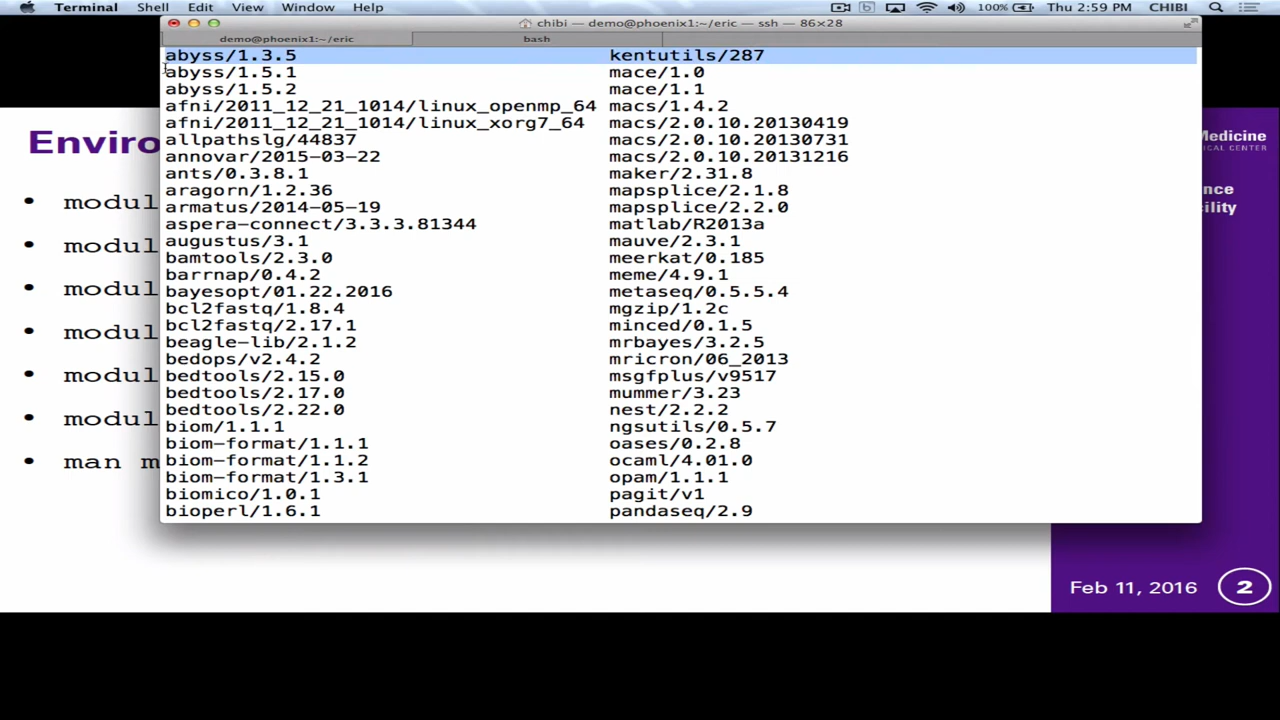 Terminal Shell Edit View Window Help 100% Thu 2:59 PM CHIBI
chibi — demo@phoenix1:~/eric — ssh — 86×28
demo@phoenix1:~/eric bash
abyss/1.3.5 kentutils/287
abyss/1.5.1 mace/1.0
abyss/1.5.2 mace/1.1
afni/2011_12_21_1014/linux_openmp_64 macs/1.4.2
afni/2011_12_21_1014/linux_xorg7_64 macs/2.0.10.20130419
allpathslg/44837 macs/2.0.10.20130731
annovar/2015-03-22 macs/2.0.10.20131216
ants/0.3.8.1 maker/2.31.8
aragorn/1.2.36 mapsplice/2.1.8
armatus/2014-05-19 mapsplice/2.2.0
aspera-connect/3.3.3.81344 matlab/R2013a
augustus/3.1 mauve/2.3.1
bamtools/2.3.0 meerkat/0.185
barrnap/0.4.2 meme/4.9.1
bayesopt/01.22.2016 metaseq/0.5.5.4
bcl2fastq/1.8.4 mgzip/1.2c
bcl2fastq/2.17.1 minced/0.1.5
beagle-lib/2.1.2 mrbayes/3.2.5
bedops/v2.4.2 mricron/06_2013
bedtools/2.15.0 msgfplus/v9517
bedtools/2.17.0 mummer/3.23
bedtools/2.22.0 nest/2.2.2
biom/1.1.1 ngsutils/0.5.7
biom-format/1.1.1 oases/0.2.8
biom-format/1.1.2 ocaml/4.01.0
biom-format/1.3.1 opam/1.1.1
biomico/1.0.1 pagit/v1
bioperl/1.6.1 pandaseq/2.9
Enviro
• modul
• modul
• modul
• modul
• modul
• modul
• man m
Medicine
ICAL CENTER
nce
ility
Feb 11, 2016 2